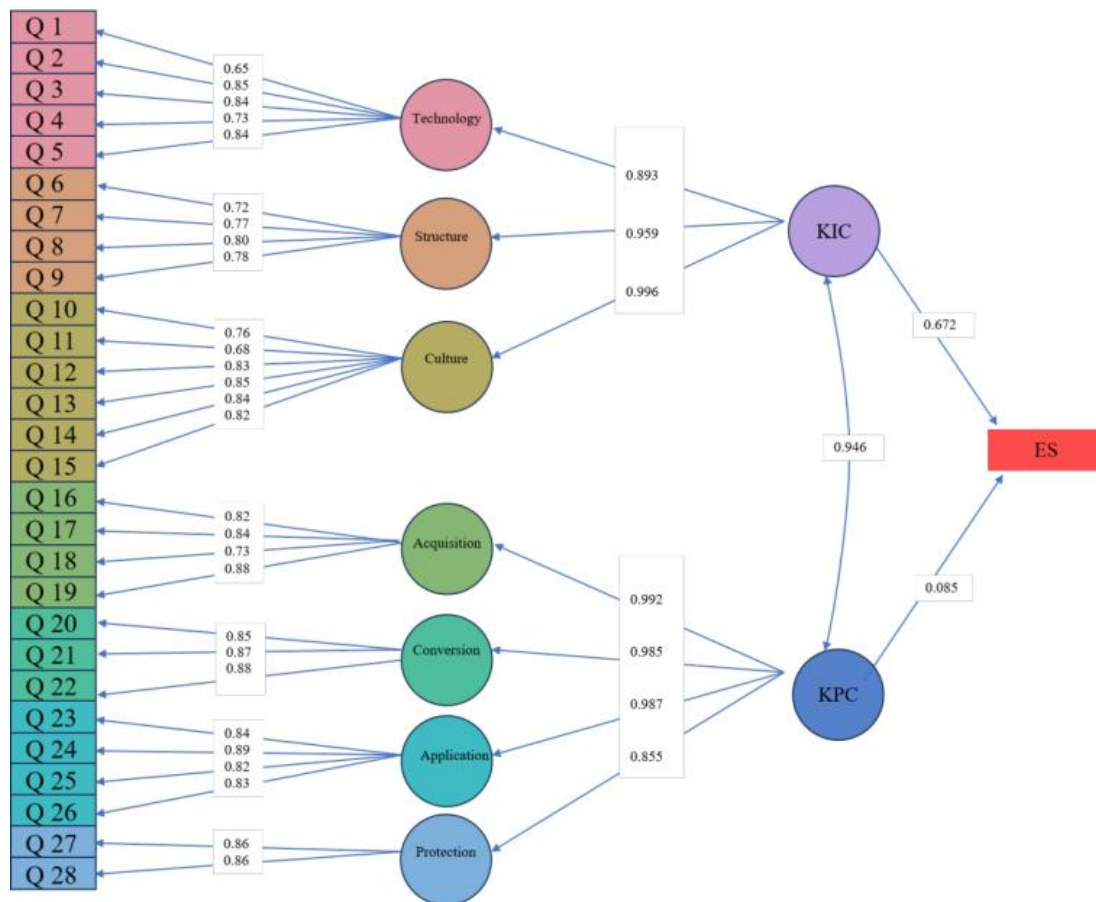 Q 1
Q 2
Q 3
Q 4
Q 5
Q 6
Q 7
Q 8
Q 9
Q 10
Q 11
Q 12
Q 13
Q 14
Q 15
Q 16
Q 17
Q 18
Q 19
Q 20
Q 21
Q 22
Q 23
Q 24
Q 25
Q 26
Q 27
Q 28
0.65
0.85
0.84
0.73
0.84
0.72
0.77
0.80
0.78
0.76
0.68
0.83
0.85
0.84
0.82
0.82
0.84
0.73
0.88
0.85
0.87
0.88
0.84
0.89
0.82
0.83
0.86
0.86
Technology
Structure
Culture
Acquisition
Conversion
Application
Protection
0.893
0.959
0.996
0.992
0.985
0.987
0.855
KIC
KPC
0.946
0.672
0.085
ES